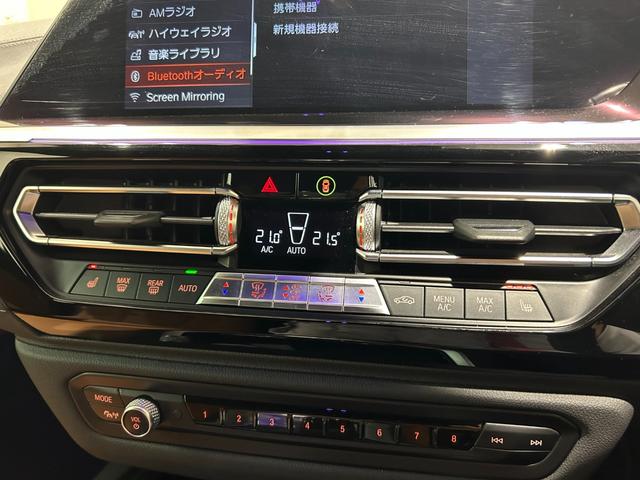 AMラジオ
携帯機器
ハイウェイラジオ
新規機器接続
音楽ライブラリ
Bluetoothオーディオ
Screen Mirroring
21.0° 21.5°
A/C AUTO
MAX REAR AUTO
MENU A/C MAX A/C
MODE
VOL
1 2 3 4 5 6 7 8